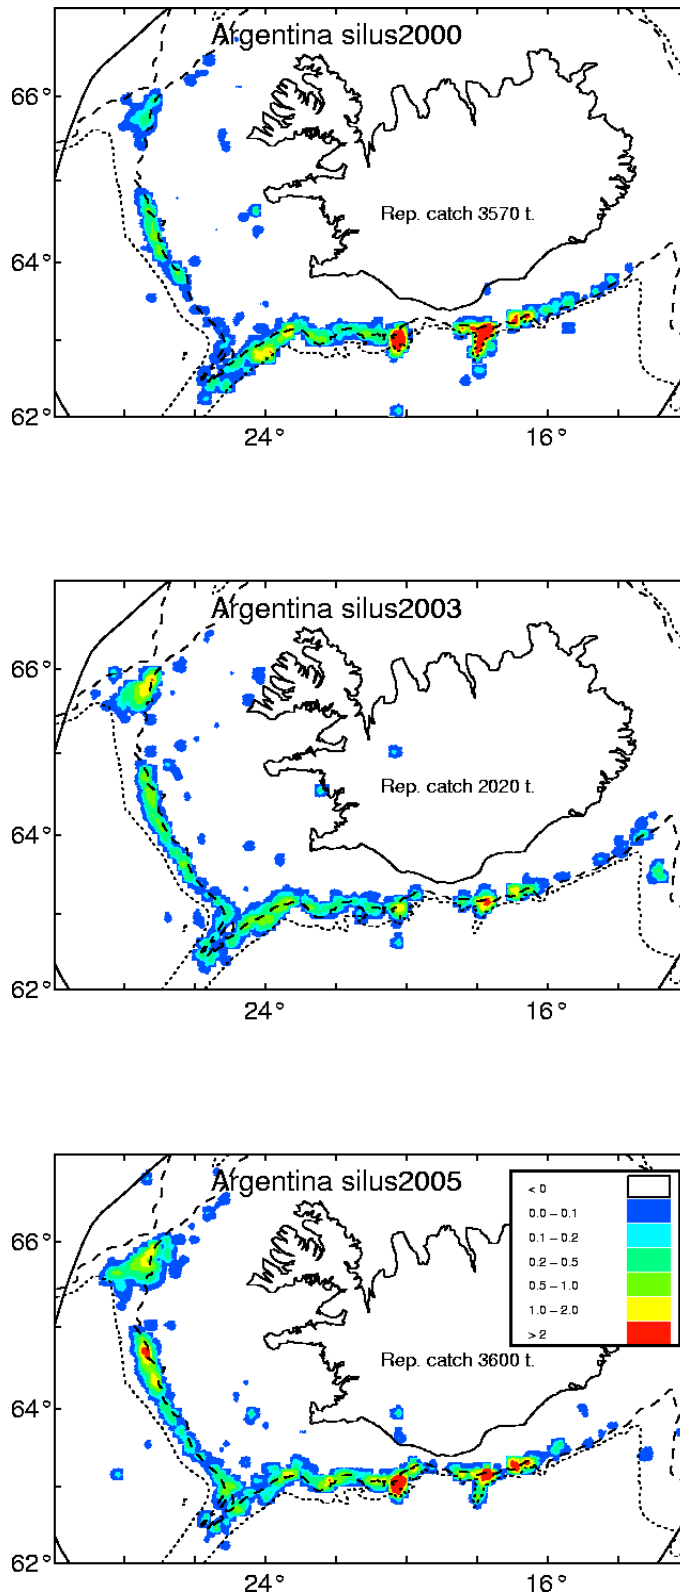 Argentina silus2000
66°
Rep. catch 3570 t.
64°
62°
24°
16°
Argentina silus2003
66°
Rep. catch 2020 t.
64°
62°
24°
16°
Argentina silus2005
< 0
0.0 – 0.1
66°
0.1 – 0.2
0.2 – 0.5
0.5 – 1.0
1.0 – 2.0
> 2
Rep. catch 3600 t.
64°
62°
24°
16°